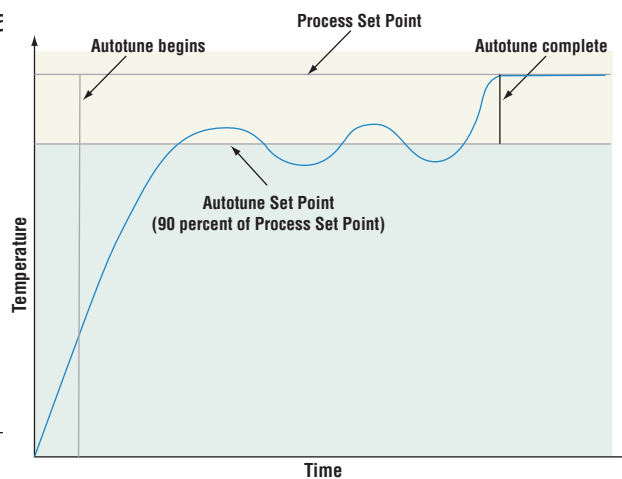 Process Set Point
Autotune begins
Autotune complete
Autotune Set Point
(90 percent of Process Set Point)
Temperature
Time